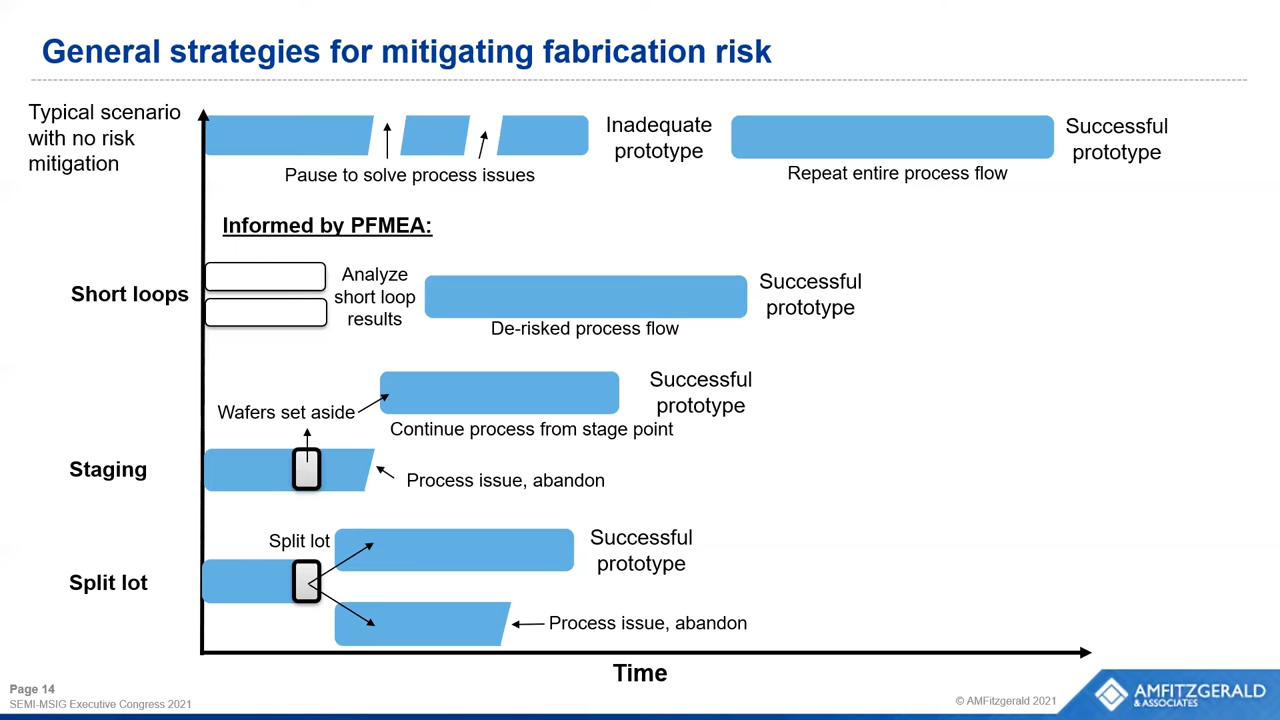 General strategies for mitigating fabrication risk
Typical scenario
with no risk
mitigation
Inadequate
prototype
Successful
prototype
Pause to solve process issues
Repeat entire process flow
Informed by PFMEA:
Short loops
Analyze
short loop
results
Successful
prototype
De-risked process flow
Successful
prototype
Wafers set aside
Continue process from stage point
Staging
Process issue, abandon
Split lot
Successful
prototype
Split lot
Process issue, abandon
Time
Page 14
SEMI-MSIG Executive Congress 2021
© AMFitzgerald 2021
AMFITZGERALD
& ASSOCIATES